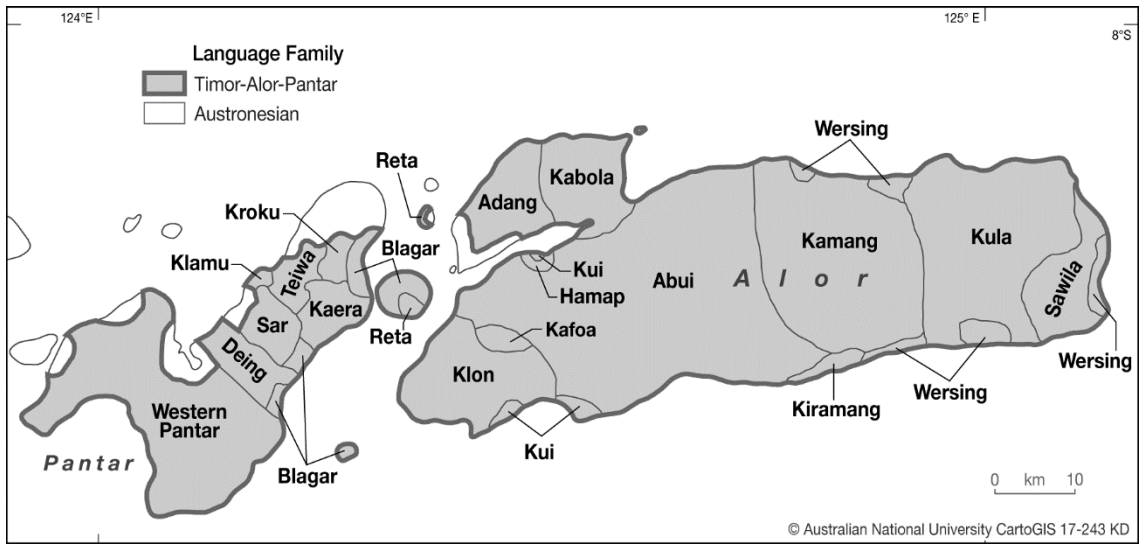 124°E
125° E
8°S
Language Family
Timor-Alor-Pantar
Austronesian
Wersing
Reta
Kabola
Adang
Kroku
Blagar
Klamu
Teiwa
Kamang
Kula
Kui
Abui
Alor
Hamap
Sawila
Kaera
Sar
Reta
Kafoa
Deing
Wersing
Klon
Wersing
Kiramang
Western
Pantar
Kui
Pantar
Blagar
0 km 10
© Australian National University CartoGIS 17-243 KD